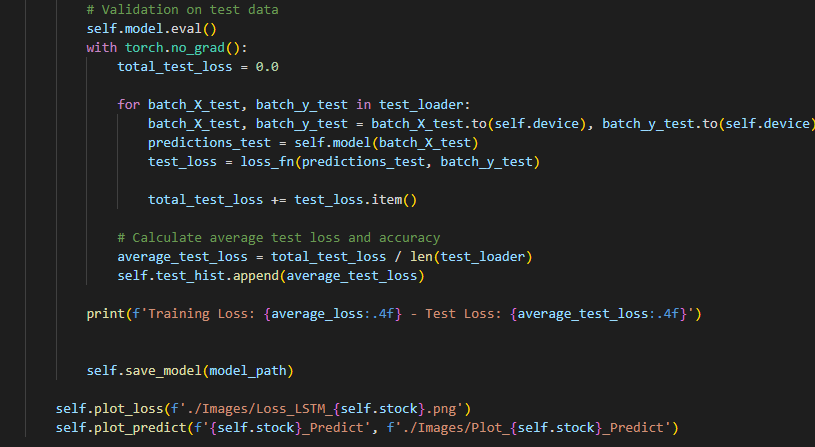 # Validation on test data
self.model.eval()
with torch.no_grad():
total_test_loss = 0.0
for batch_X_test, batch_y_test in test_loader:
batch_X_test, batch_y_test = batch_X_test.to(self.device), batch_y_test.to(self.device)
predictions_test = self.model(batch_X_test)
test_loss = loss_fn(predictions_test, batch_y_test)
total_test_loss += test_loss.item()
# Calculate average test loss and accuracy
average_test_loss = total_test_loss / len(test_loader)
self.test_hist.append(average_test_loss)
print(f'Training Loss: {average_loss:.4f} - Test Loss: {average_test_loss:.4f}')
self.save_model(model_path)
self.plot_loss(f'./Images/Loss_LSTM_{self.stock}.png')
self.plot_predict(f'{self.stock}_Predict', f'./Images/Plot_{self.stock}_Predict')